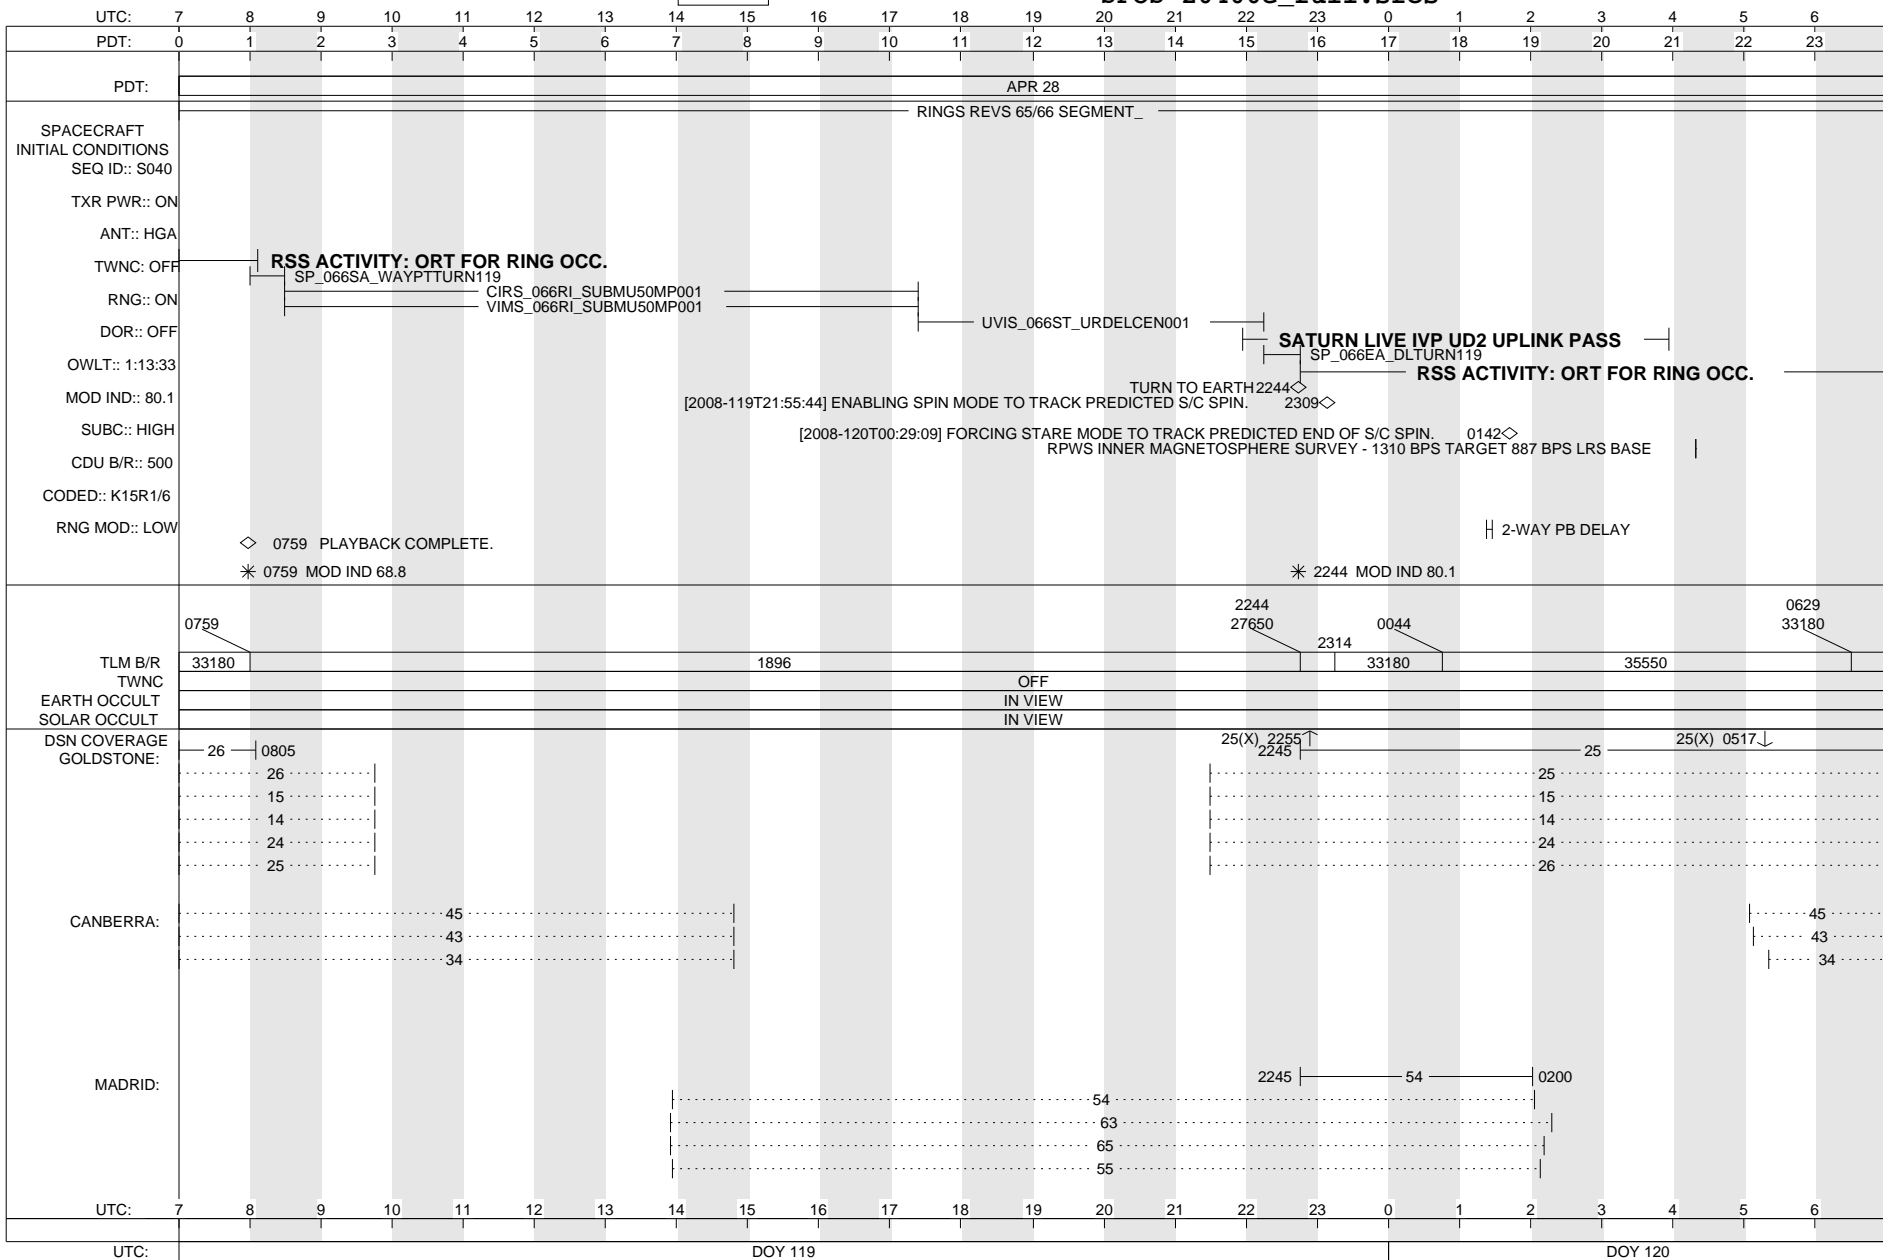 UTC: 7 8 9 10 11 12 13 14 15 16 17 18 19 20 21 22 23 0 1 2 3 4 5 6
PDT: 0 1 2 3 4 5 6 7 8 9 10 11 12 13 14 15 16 17 18 19 20 21 22 23
PDT: APR 28
RINGS REVS 65/66 SEGMENT_
SPACECRAFT
INITIAL CONDITIONS
SEQ ID:: S040
TXR PWR:: ON
ANT:: HGA
TWNC: OFF
RNG:: ON
DOR:: OFF
OWLT:: 1:13:33
MOD IND:: 80.1
SUBC:: HIGH
CDU B/R:: 500
CODED:: K15R1/6
RNG MOD:: LOW
RSS ACTIVITY: ORT FOR RING OCC.
SP_066SA_WAYPTTURN119
CIRS_066RI_SUBMU50MP001
VIMS_066RI_SUBMU50MP001
UVIS_066ST_URDELCEN001
SATURN LIVE IVP UD2 UPLINK PASS
SP_066EA_DLTURN119
RSS ACTIVITY: ORT FOR RING OCC.
TURN TO EARTH 2244
[2008-119T21:55:44] ENABLING SPIN MODE TO TRACK PREDICTED S/C SPIN. 2309
[2008-120T00:29:09] FORCING STARE MODE TO TRACK PREDICTED END OF S/C SPIN. 0142
RPWS INNER MAGNETOSPHERE SURVEY - 1310 BPS TARGET 887 BPS LRS BASE
2-WAY PB DELAY
0759 PLAYBACK COMPLETE.
0759 MOD IND 68.8
2244 MOD IND 80.1
2244 0629
0759 27650 0044 33180
2314
TLM B/R 33180 1896 33180 35550
TWNC OFF
EARTH OCCULT IN VIEW
SOLAR OCCULT IN VIEW
DSN COVERAGE
GOLDSTONE:
25(X) 2255 25(X) 0517
26 0805 2245 25
26 25
15 15
14 14
24 24
25 26
CANBERRA:
45 45
43 43
34 34
MADRID:
2245 54 0200
54
63
65
55
UTC: 7 8 9 10 11 12 13 14 15 16 17 18 19 20 21 22 23 0 1 2 3 4 5 6
UTC: DOY 119 DOY 120